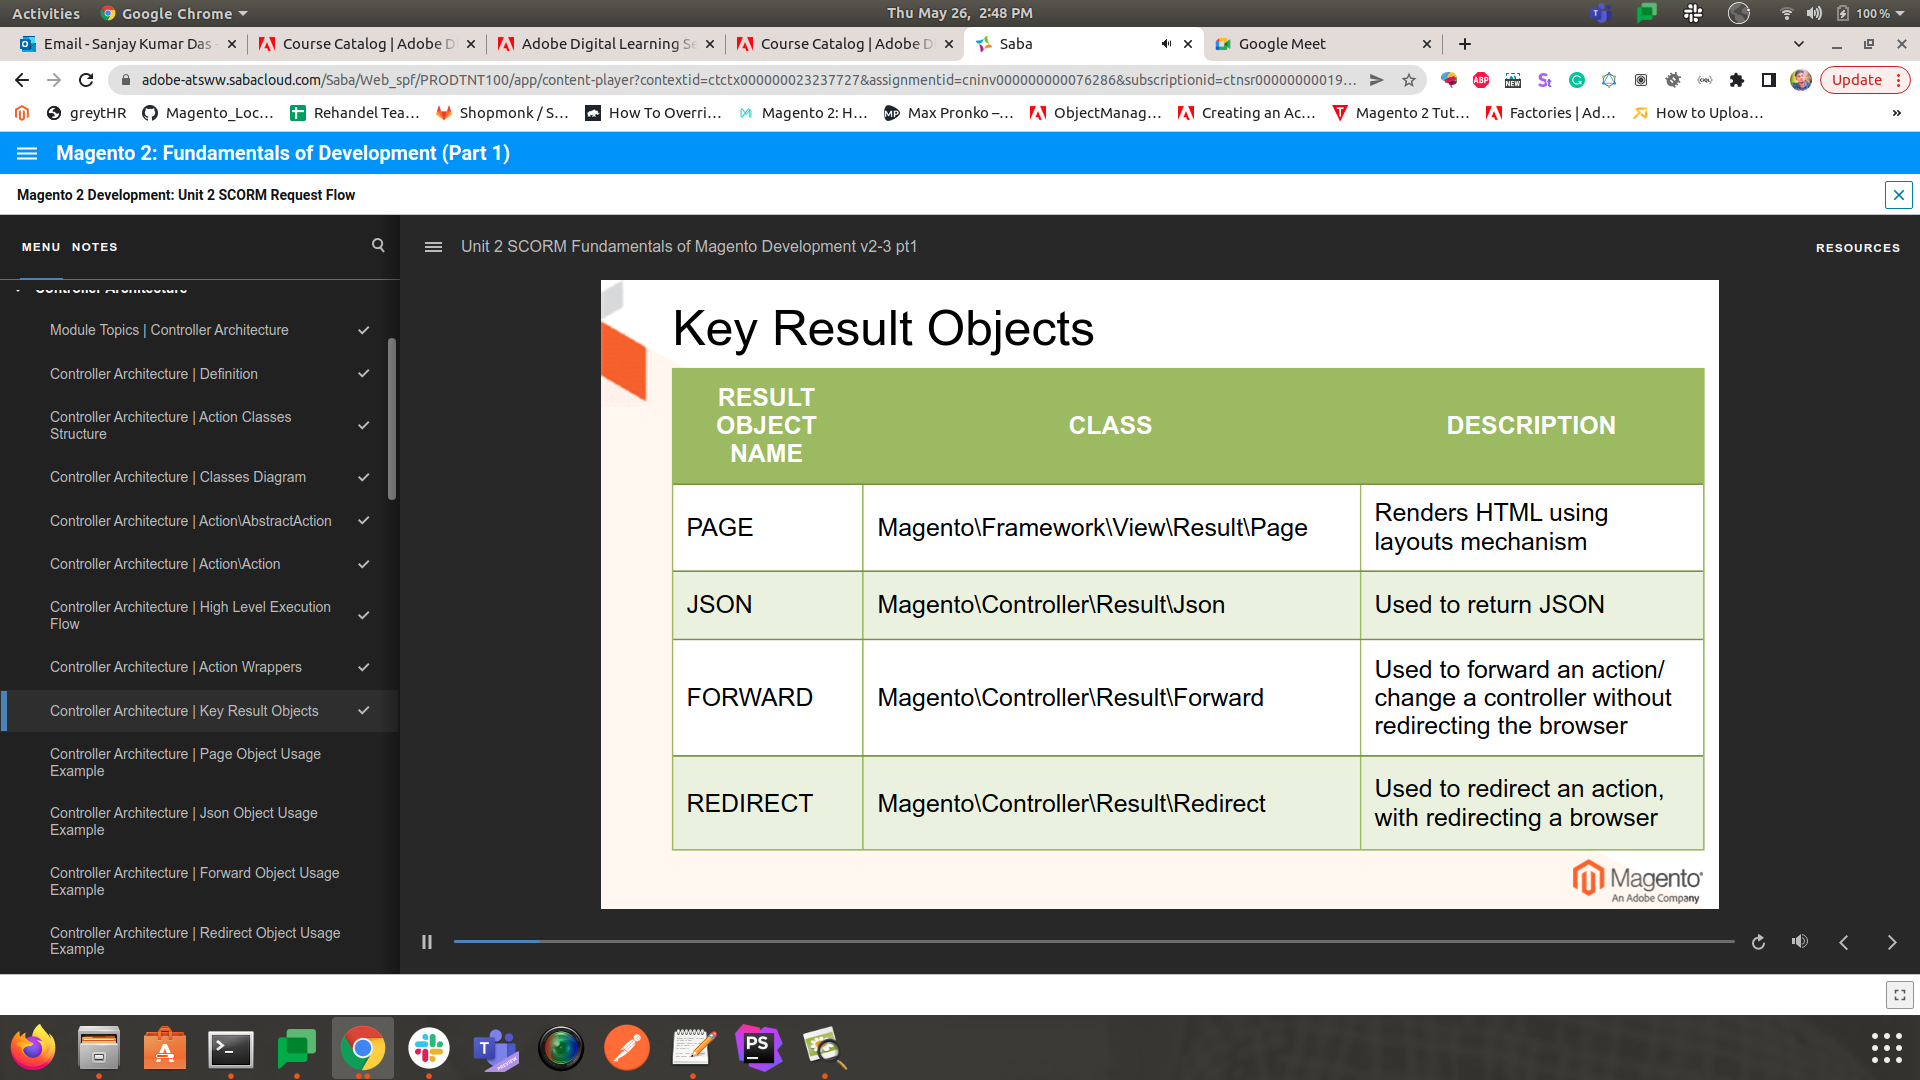 Activities Google Chrome Thu May 26, 2:48 PM 100 %
Email - Sanjay Kumar Das Course Catalog | Adobe D Adobe Digital Learning Se Course Catalog | Adobe D Saba Google Meet
adobe-atsww.sabacloud.com/Saba/Web_spf/PRODTNT100/app/content-player?contextid=ctctx000000023237727&assignmentid=cninv000000000076286&subscriptionid=ctnsr00000000019... ABP NEW St Update
greytHR Magento_Loc... Rehandel Tea... Shopmonk / S... How To Overri... Magento 2: H... Max Pronko –... ObjectManag... Creating an Ac... Magento 2 Tut... Factories | Ad... How to Uploa... »
Magento 2: Fundamentals of Development (Part 1)
Magento 2 Development: Unit 2 SCORM Request Flow
MENU NOTES
Unit 2 SCORM Fundamentals of Magento Development v2-3 pt1
RESOURCES
Controller Architecture
Module Topics | Controller Architecture
Controller Architecture | Definition
Controller Architecture | Action Classes
Structure
Controller Architecture | Classes Diagram
Controller Architecture | Action\AbstractAction
Controller Architecture | Action\Action
Controller Architecture | High Level Execution
Flow
Controller Architecture | Action Wrappers
Controller Architecture | Key Result Objects
Controller Architecture | Page Object Usage
Example
Controller Architecture | Json Object Usage
Example
Controller Architecture | Forward Object Usage
Example
Controller Architecture | Redirect Object Usage
Example
Key Result Objects
RESULT
OBJECT
NAME
CLASS
DESCRIPTION
PAGE
Magento\Framework\View\Result\Page
Renders HTML using
layouts mechanism
JSON
Magento\Controller\Result\Json
Used to return JSON
FORWARD
Magento\Controller\Result\Forward
Used to forward an action/
change a controller without
redirecting the browser
REDIRECT
Magento\Controller\Result\Redirect
Used to redirect an action,
with redirecting a browser
Magento
An Adobe Company
PS